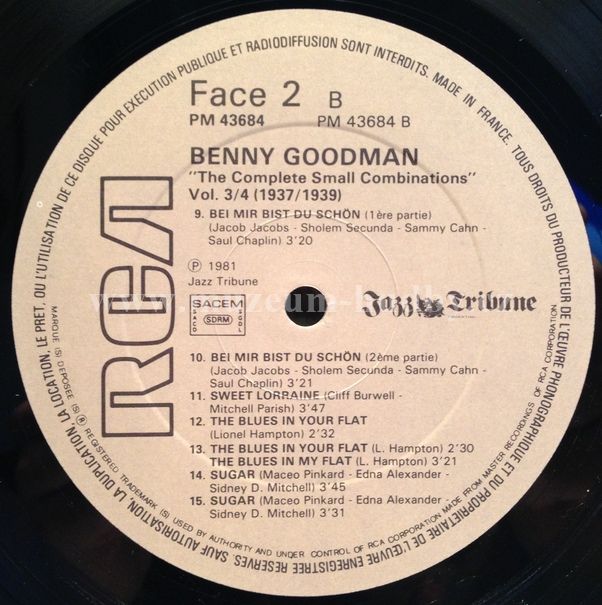 Face 2 B
PM 43684 PM 43684 B
BENNY GOODMAN
"The Complete Small Combinations"
Vol. 3/4 (1937/1939)
9. BEI MIR BIST DU SCHÖN (1ère partie)
(Jacob Jacobs - Sholem Secunda - Sammy Cahn -
Saul Chaplin) 3'20
℗ 1981
Jazz Tribune
SACEM
SACD SDRM SGDL
Jazz Tribune
RCA
10. BEI MIR BIST DU SCHÖN (2ème partie)
(Jacob Jacobs - Sholem Secunda - Sammy Cahn -
Saul Chaplin) 3'21
11. SWEET LORRAINE (Cliff Burwell -
Mitchell Parish) 3'47
12. THE BLUES IN YOUR FLAT
(Lionel Hampton) 2'32
13. THE BLUES IN YOUR FLAT (L. Hampton) 2'30
THE BLUES IN MY FLAT (L. Hampton) 3'21
14. SUGAR (Maceo Pinkard - Edna Alexander -
Sidney D. Mitchell) 3'45
15. SUGAR (Maceo Pinkard - Edna Alexander -
Sidney D. Mitchell) 3'31
MADE IN FRANCE. TOUS DROITS DU PRODUCTEUR DE L'ŒUVRE PHONOGRAPHIQUE ET DU PROPRIETAIRE DE L'ŒUVRE ENREGISTREE RESERVES. SAUF AUTORISATION, LA DUPLICATION, LA LOCATION, LE PRET, OU L'UTILISATION DE CE DISQUE POUR EXECUTION PUBLIQUE ET RADIODIFFUSION SONT INTERDITS.
MARQUE (S) DEPOSEE (S) ® REGISTERED TRADEMARK (S) USED BY AUTHORITY AND UNDER CONTROL OF RCA CORPORATION MADE FROM MASTER RECORDINGS OF RCA CORPORATION